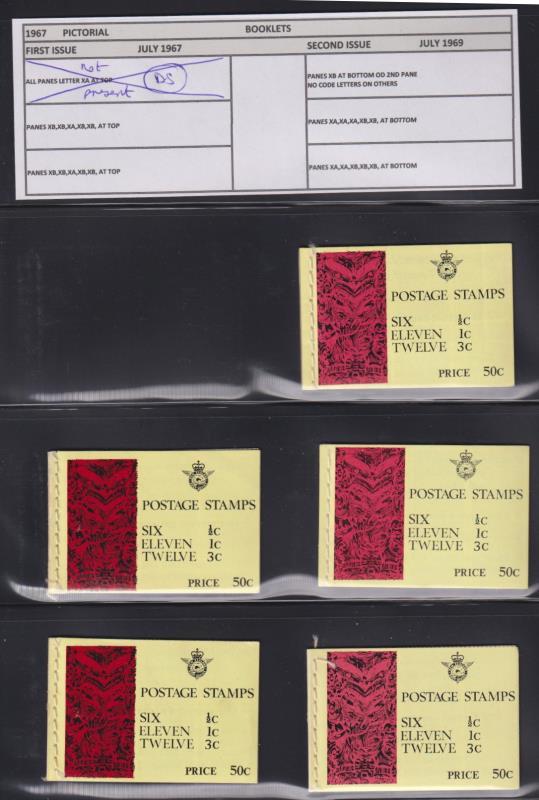 1967 PICTORIAL BOOKLETS
FIRST ISSUE JULY 1967 SECOND ISSUE JULY 1969
not
ALL PANES LETTER XA AT TOP
present
DS
PANES XB AT BOTTOM OD 2ND PANE
NO CODE LETTERS ON OTHERS
PANES XB,XB,XA,XB,XB, AT TOP
PANES XA,XA,XA,XB,XB, AT BOTTOM
PANES XB,XB,XA,XB,XB, AT TOP
PANES XA,XA,XB,XB,XB, AT BOTTOM
POSTAGE STAMPS
SIX ½C
ELEVEN 1C
TWELVE 3C
PRICE 50C
POSTAGE STAMPS
SIX ½C
ELEVEN 1C
TWELVE 3C
PRICE 50C
POSTAGE STAMPS
SIX ½C
ELEVEN 1C
TWELVE 3C
PRICE 50C
POSTAGE STAMPS
SIX ½C
ELEVEN 1C
TWELVE 3C
PRICE 50C
POSTAGE STAMPS
SIX ½C
ELEVEN 1C
TWELVE 3C
PRICE 50C